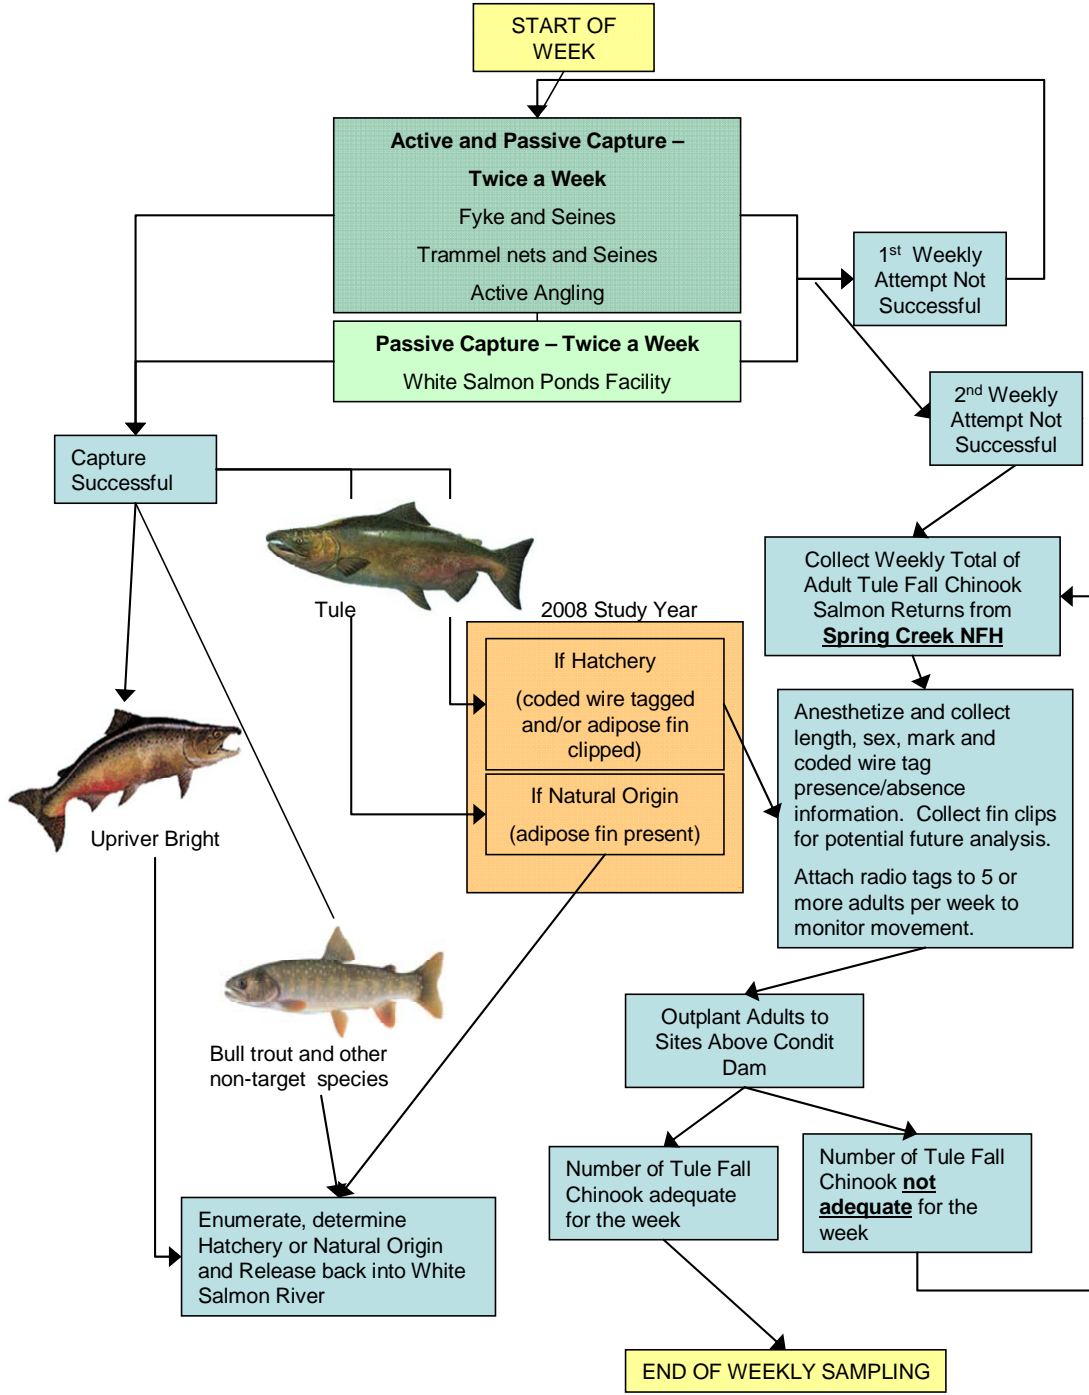 START OF
WEEK
Active and Passive Capture –
Twice a Week
Fyke and Seines
Trammel nets and Seines
Active Angling
Passive Capture – Twice a Week
White Salmon Ponds Facility
1st Weekly
Attempt Not
Successful
2nd Weekly
Attempt Not
Successful
Capture
Successful
Tule
2008 Study Year
If Hatchery
(coded wire tagged
and/or adipose fin
clipped)
If Natural Origin
(adipose fin present)
Collect Weekly Total of
Adult Tule Fall Chinook
Salmon Returns from
Spring Creek NFH
Anesthetize and collect
length, sex, mark and
coded wire tag
presence/absence
information. Collect fin clips
for potential future analysis.
Attach radio tags to 5 or
more adults per week to
monitor movement.
Upriver Bright
Bull trout and other
non-target species
Outplant Adults to
Sites Above Condit
Dam
Number of Tule Fall
Chinook adequate
for the week
Number of Tule Fall
Chinook not
adequate for the
week
Enumerate, determine
Hatchery or Natural Origin
and Release back into White
Salmon River
END OF WEEKLY SAMPLING